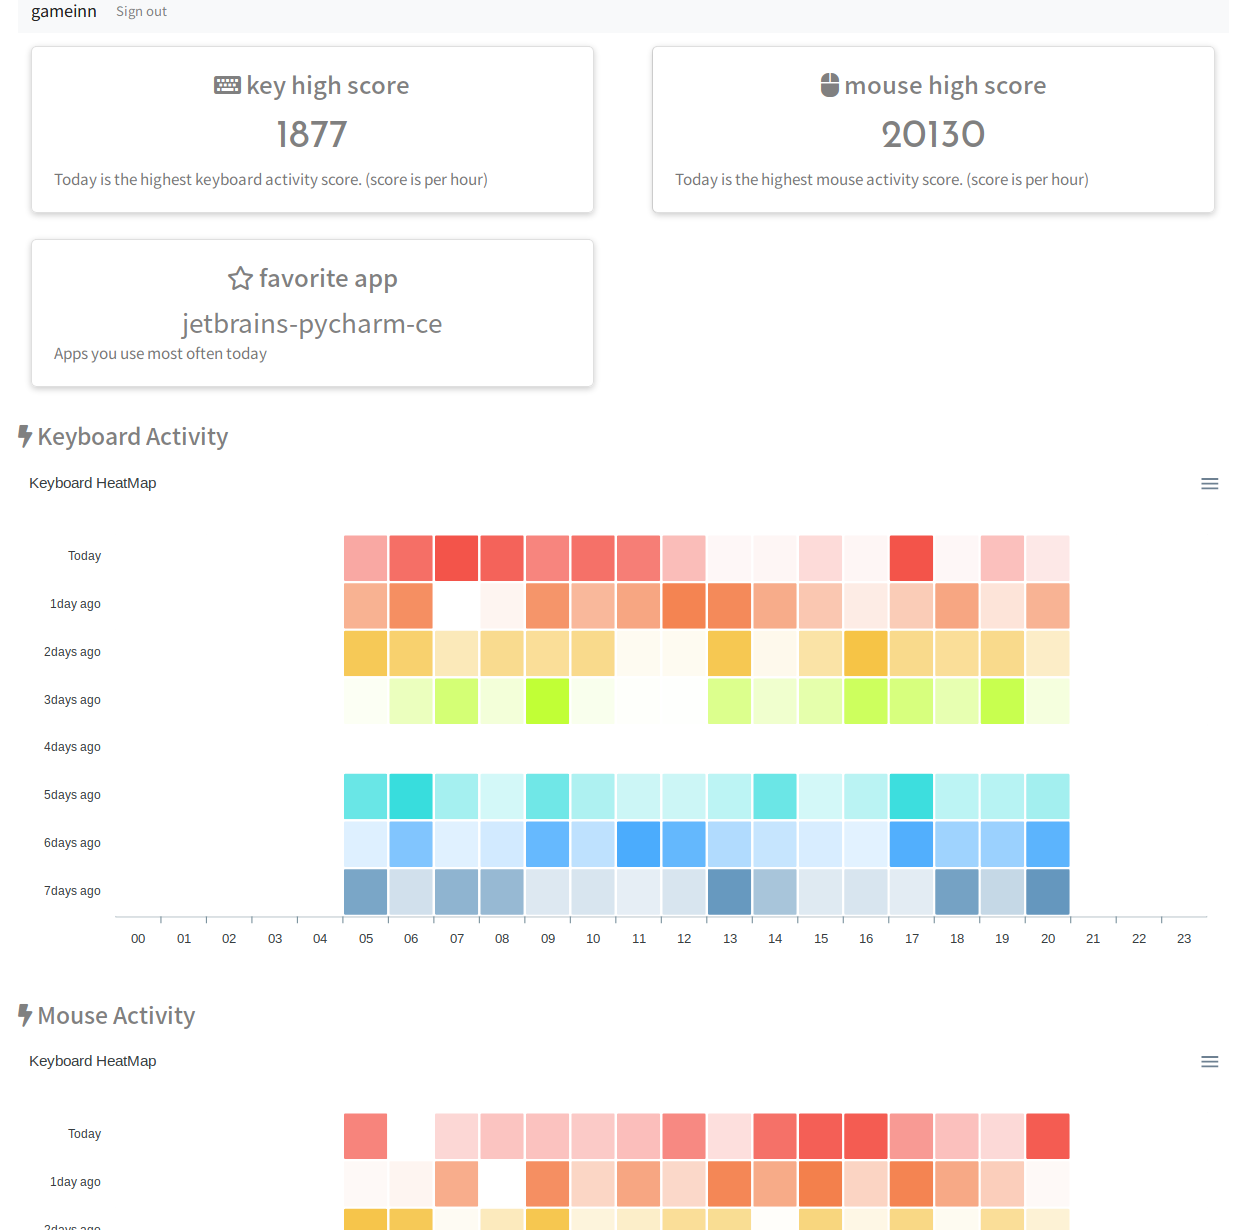 gameinn Sign out
key high score
1877
Today is the highest keyboard activity score. (score is per hour)
mouse high score
20130
Today is the highest mouse activity score. (score is per hour)
favorite app
jetbrains-pycharm-ce
Apps you use most often today
Keyboard Activity
Keyboard HeatMap
Today
1day ago
2days ago
3days ago
4days ago
5days ago
6days ago
7days ago
00 01 02 03 04 05 06 07 08 09 10 11 12 13 14 15 16 17 18 19 20 21 22 23
Mouse Activity
Keyboard HeatMap
Today
1day ago
2days ago